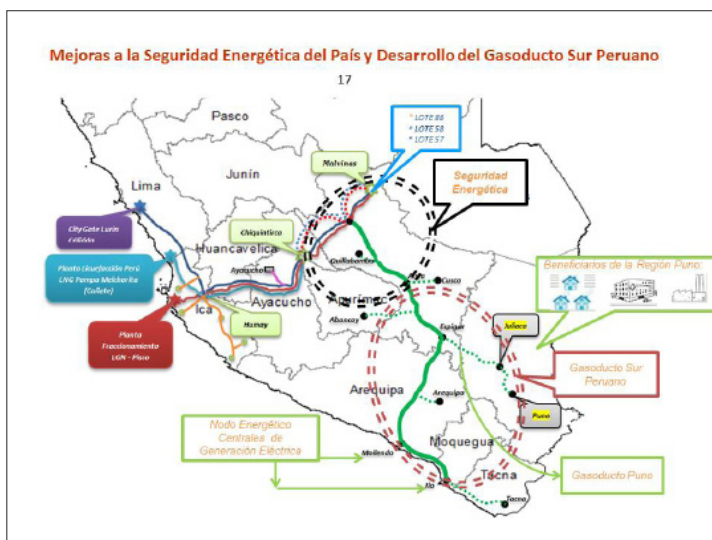 Mejoras a la Seguridad Energética del País y Desarrollo del Gasoducto Sur Peruano
17
Pasco
* LOTE 88
* LOTE 58
* LOTE 57
Malvinas
Junín
Seguridad
Energética
Lima
City Gate Lurin
Chiquintirca
Huancavelica
Quillabamba
Planta Licuefacción Perú
LNG Pampa Melchorita
(Cañete)
Ayacucho
Cusco
Beneficiarios de la Región Puno:
Ica
Ayacucho
Apurímac
Abancay
Humay
Espinar
Juliaca
Planta
Fraccionamiento
LGN - Pisco
Gasoducto Sur
Peruano
Arequipa
Arequipa
Puno
Nodo Energético
Centrales de
Generación Eléctrica
Moquegua
Mollendo
Tacna
Gasoducto Puno
Ilo
Tacna